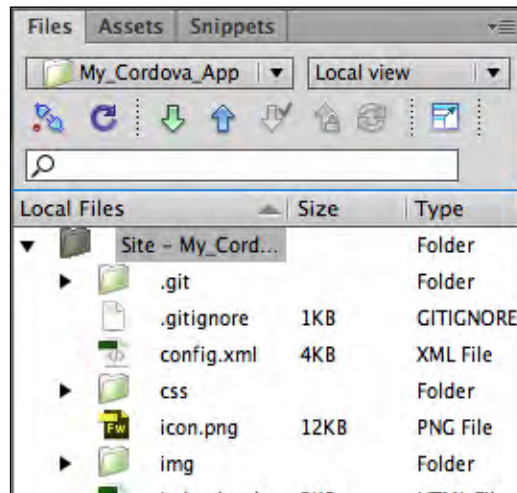 Files Assets Snippets
My_Cordova_App Local view
Local Files Size Type
Site - My_Cord... Folder
.git Folder
.gitignore 1KB GITIGNORE
config.xml 4KB XML File
css Folder
Fw icon.png 12KB PNG File
img Folder